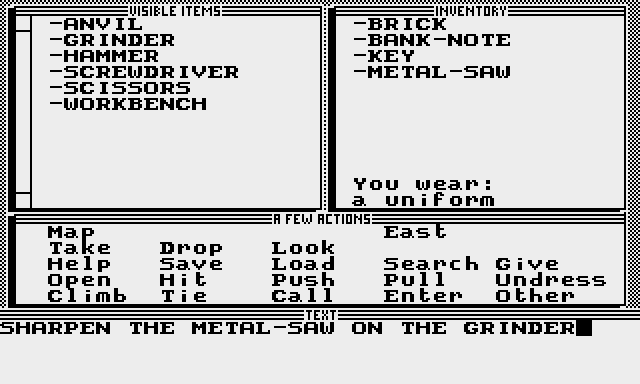 VISIBLE ITEMS
-ANVIL
-GRINDER
-HAMMER
-SCREWDRIVER
-SCISSORS
-WORKBENCH
INVENTORY
-BRICK
-BANK-NOTE
-KEY
-METAL-SAW
You wear:
a uniform
A FEW ACTIONS
Map East
Take Drop Look
Help Save Load Search Give
Open Hit Push Pull Undress
Climb Tie Call Enter Other
TEXT
SHARPEN THE METAL-SAW ON THE GRINDER